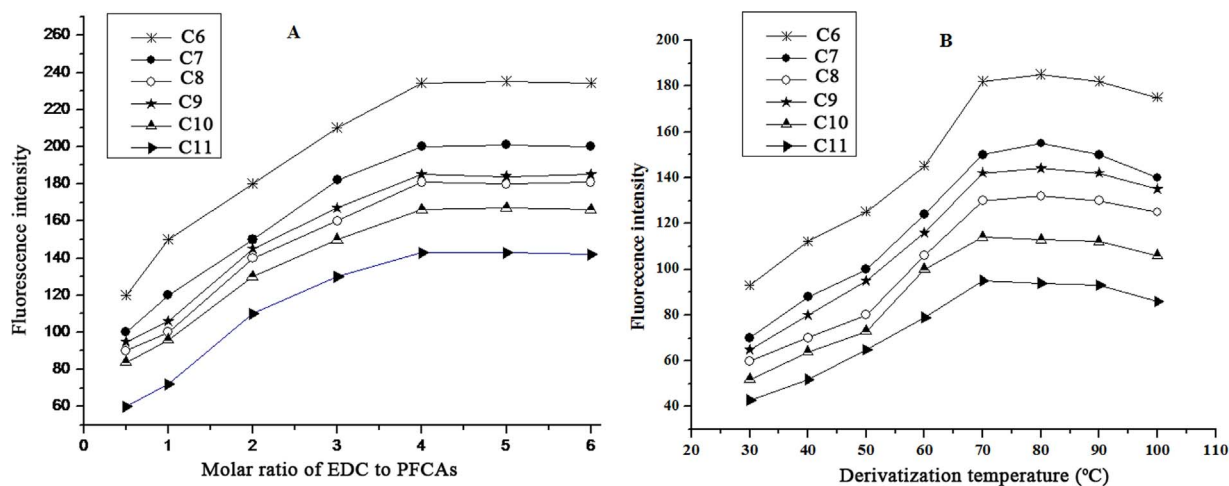 A
C6
C7
C8
C9
C10
C11
260
240
220
200
180
160
140
120
100
80
60
Fluorescence intensity
0 1 2 3 4 5 6
Molar ratio of EDC to PFCAs
B
C6
C7
C8
C9
C10
C11
200
180
160
140
120
100
80
60
40
Fluorecence intensity
20 30 40 50 60 70 80 90 100 110
Derivatization temperature (ºC)